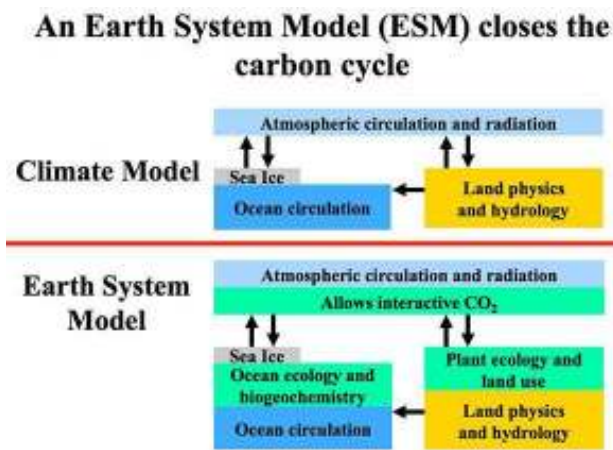 An Earth System Model (ESM) closes the
carbon cycle
Atmospheric circulation and radiation
Climate Model
Sea Ice
Ocean circulation
Land physics
and hydrology
Earth System
Model
Atmospheric circulation and radiation
Allows interactive CO₂
Sea Ice
Ocean ecology and
biogeochemistry
Ocean circulation
Plant ecology and
land use
Land physics
and hydrology